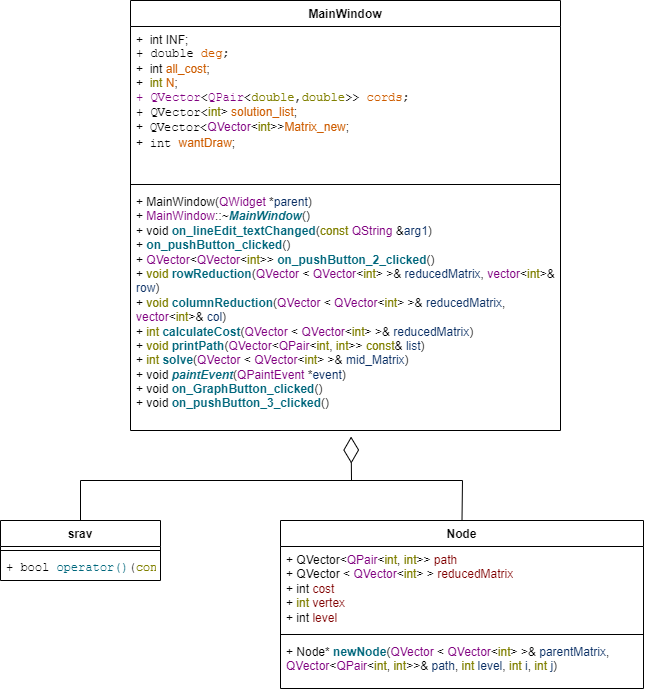 MainWindow
+ int INF;
+ double deg;
+ int all_cost;
+ int N;
+ QVector<QPair<double,double>> cords;
+ QVector<int> solution_list;
+ QVector<QVector<int>>Matrix_new;
+ int wantDraw;
+ MainWindow(QWidget *parent)
+ MainWindow::~MainWindow()
+ void on_lineEdit_textChanged(const QString &arg1)
+ on_pushButton_clicked()
+ QVector<QVector<int>> on_pushButton_2_clicked()
+ void rowReduction(QVector < QVector<int> >& reducedMatrix, vector<int>&
row)
+ void columnReduction(QVector < QVector<int> >& reducedMatrix,
vector<int>& col)
+ int calculateCost(QVector < QVector<int> >& reducedMatrix)
+ void printPath(QVector<QPair<int, int>> const& list)
+ int solve(QVector < QVector<int> >& mid_Matrix)
+ void paintEvent(QPaintEvent *event)
+ void on_GraphButton_clicked()
+ void on_pushButton_3_clicked()
srav
+ bool operator()(con
Node
+ QVector<QPair<int, int>> path
+ QVector < QVector<int> > reducedMatrix
+ int cost
+ int vertex
+ int level
+ Node* newNode(QVector < QVector<int> >& parentMatrix,
QVector<QPair<int, int>>& path, int level, int i, int j)